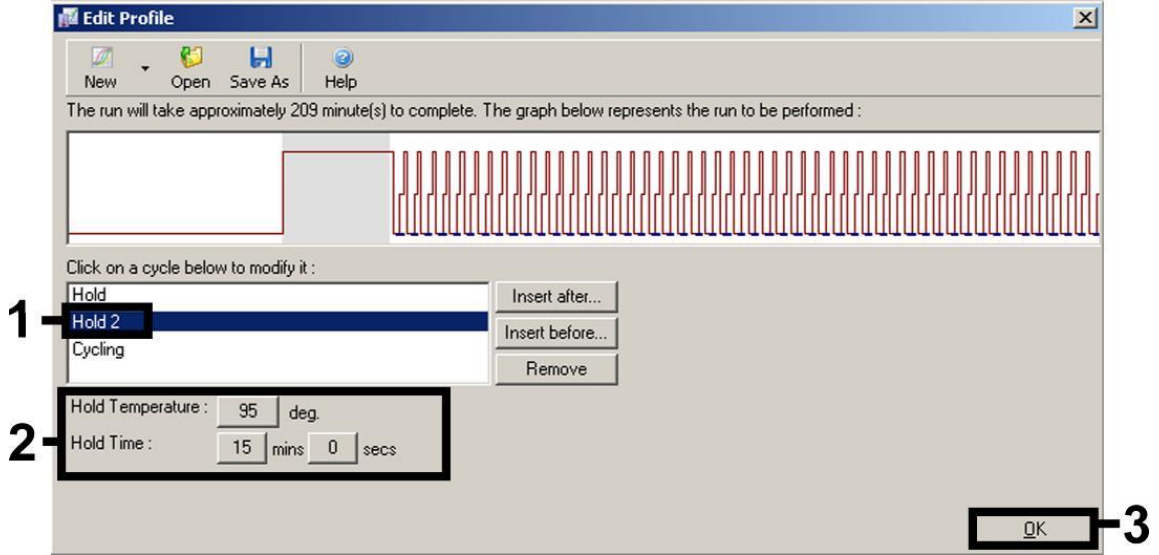 Edit Profile
New Open Save As Help
The run will take approximately 209 minute(s) to complete. The graph below represents the run to be performed :
Click on a cycle below to modify it :
Hold
Insert after...
1
Hold 2
Insert before...
Cycling
Remove
2
Hold Temperature : 95 deg.
Hold Time : 15 mins 0 secs
OK
3